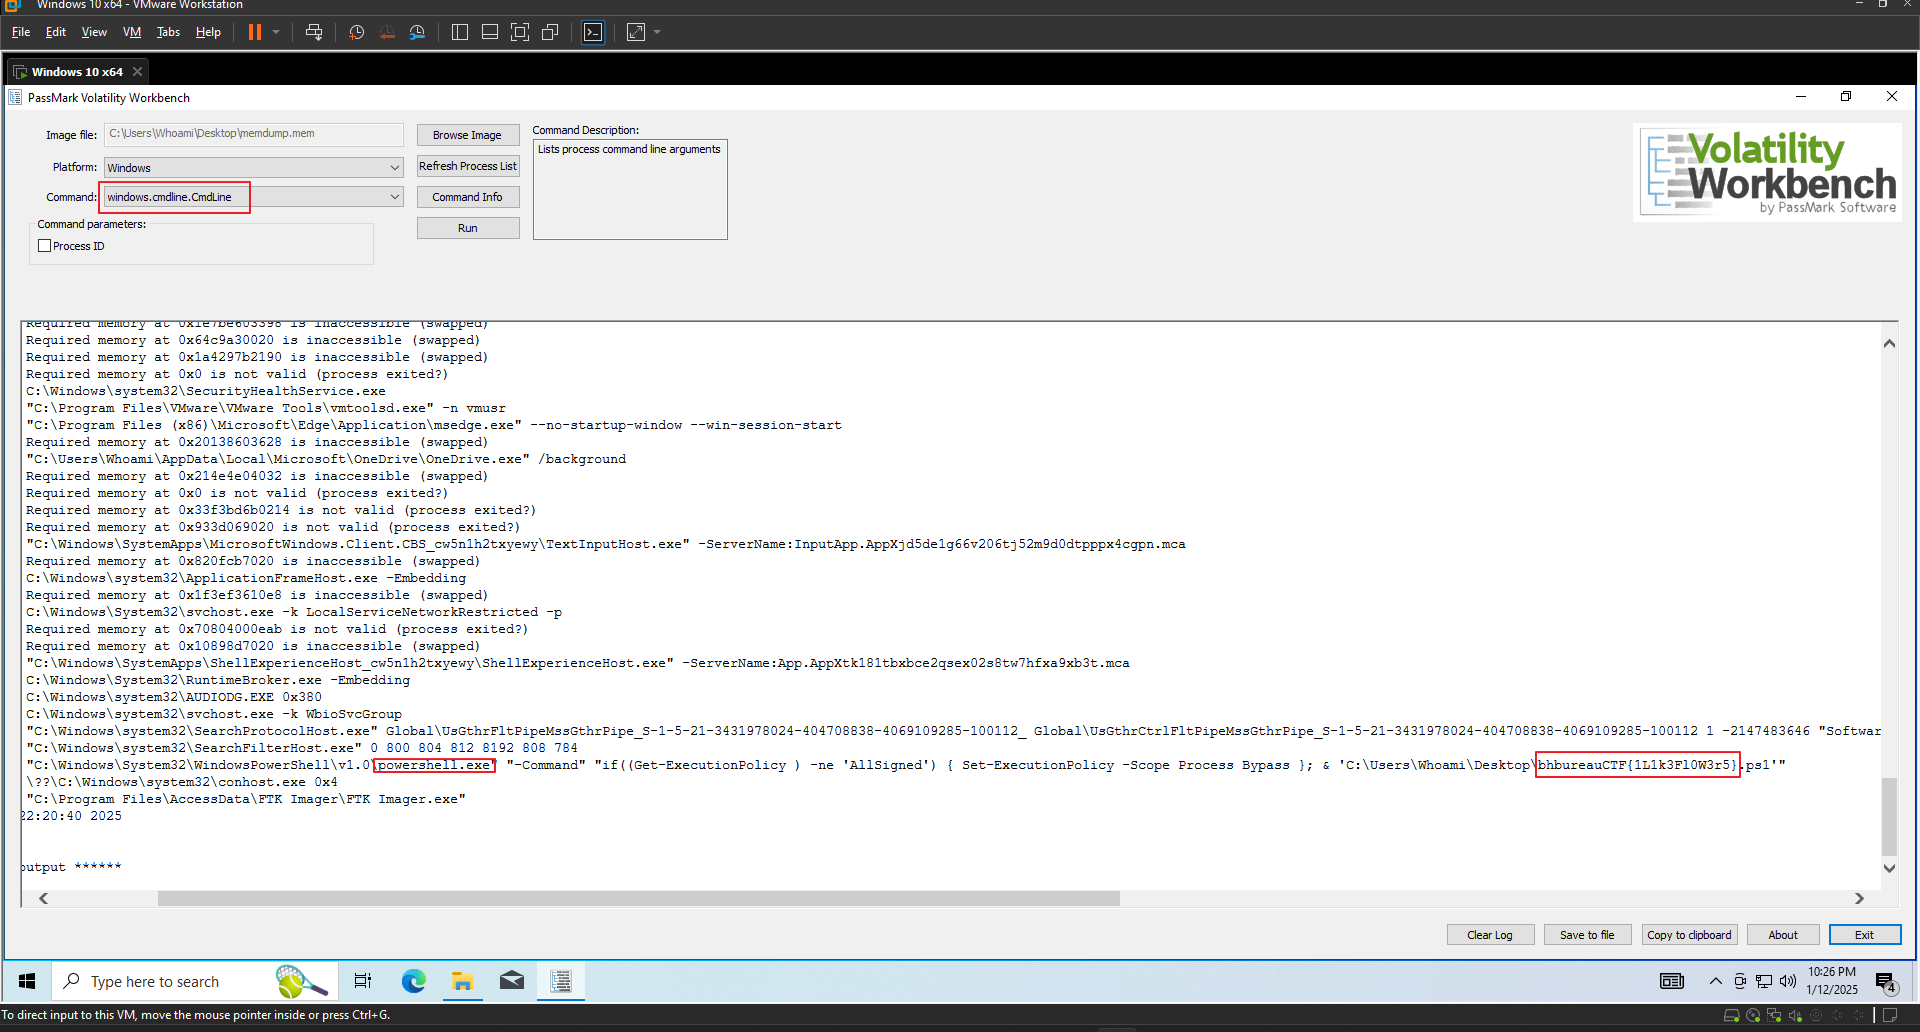 Windows 10 x64 - VMware Workstation
File Edit View VM Tabs Help
Windows 10 x64
PassMark Volatility Workbench
Image file: C:\Users\Whoami\Desktop\memdump.mem Browse Image Command Description:
Lists process command line arguments
Platform: Windows Refresh Process List
Command: windows.cmdline.CmdLine Command Info
Command parameters:
Run
Process ID
Volatility
Workbench
by PassMark Software
Required memory at 0x1e7be603398 is inaccessible (swapped)
Required memory at 0x64c9a30020 is inaccessible (swapped)
Required memory at 0x1a4297b2190 is inaccessible (swapped)
Required memory at 0x0 is not valid (process exited?)
C:\Windows\system32\SecurityHealthService.exe
"C:\Program Files\VMware\VMware Tools\vmtoolsd.exe" -n vmusr
"C:\Program Files (x86)\Microsoft\Edge\Application\msedge.exe" --no-startup-window --win-session-start
Required memory at 0x20138603628 is inaccessible (swapped)
"C:\Users\Whoami\AppData\Local\Microsoft\OneDrive\OneDrive.exe" /background
Required memory at 0x214e4e04032 is inaccessible (swapped)
Required memory at 0x0 is not valid (process exited?)
Required memory at 0x33f3bd6b0214 is not valid (process exited?)
Required memory at 0x933d069020 is not valid (process exited?)
"C:\Windows\SystemApps\MicrosoftWindows.Client.CBS_cw5n1h2txyewy\TextInputHost.exe" -ServerName:InputApp.AppXjd5de1g66v206tj52m9d0dtpppx4cgpn.mca
Required memory at 0x820fcb7020 is inaccessible (swapped)
C:\Windows\system32\ApplicationFrameHost.exe -Embedding
Required memory at 0x1f3ef3610e8 is inaccessible (swapped)
C:\Windows\System32\svchost.exe -k LocalServiceNetworkRestricted -p
Required memory at 0x70804000eab is not valid (process exited?)
Required memory at 0x10898d7020 is inaccessible (swapped)
"C:\Windows\SystemApps\ShellExperienceHost_cw5n1h2txyewy\ShellExperienceHost.exe" -ServerName:App.AppXtk181tbxbce2qsex02s8tw7hfxa9xb3t.mca
C:\Windows\System32\RuntimeBroker.exe -Embedding
C:\Windows\system32\AUDIODG.EXE 0x380
C:\Windows\system32\svchost.exe -k WbioSvcGroup
"C:\Windows\system32\SearchProtocolHost.exe" Global\UsGthrFltPipeMssGthrPipe_S-1-5-21-3431978024-404708838-4069109285-100112_ Global\UsGthrCtrlFltPipeMssGthrPipe_S-1-5-21-3431978024-404708838-4069109285-100112 1 -2147483646 "Softwar
"C:\Windows\system32\SearchFilterHost.exe" 0 800 804 812 8192 808 784
"C:\Windows\System32\WindowsPowerShell\v1.0\powershell.exe" "-Command" "if((Get-ExecutionPolicy ) -ne 'AllSigned') { Set-ExecutionPolicy -Scope Process Bypass }; & 'C:\Users\Whoami\Desktop\bhbureauCTF{1L1k3Fl0W3r5}.ps1'"
\??\C:\Windows\system32\conhost.exe 0x4
"C:\Program Files\AccessData\FTK Imager\FTK Imager.exe"
22:20:40 2025
output ******
Clear Log Save to file Copy to clipboard About Exit
Type here to search
10:26 PM
1/12/2025
4
To direct input to this VM, move the mouse pointer inside or press Ctrl+G.